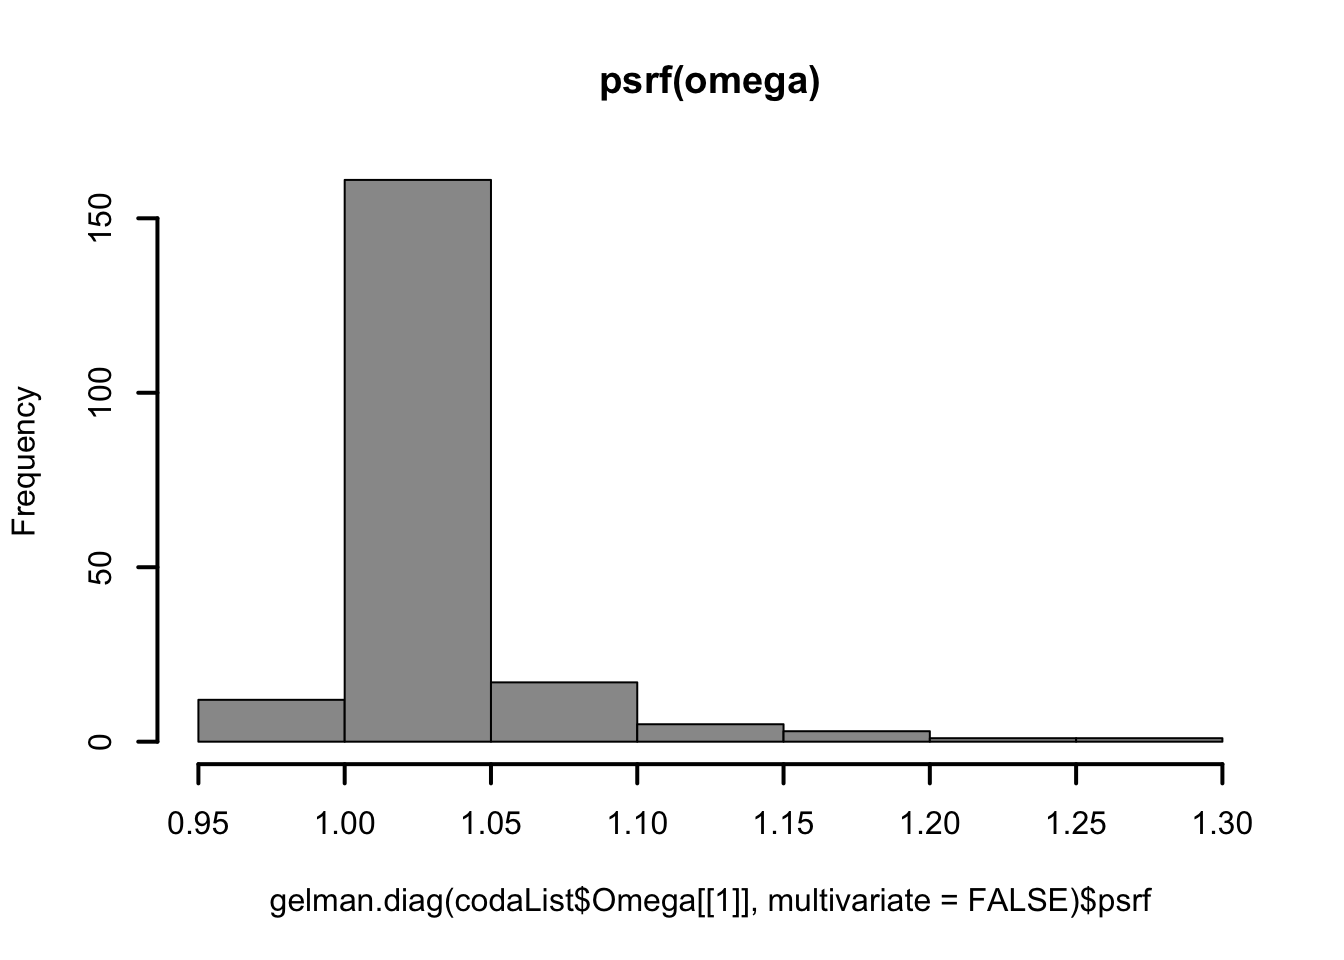 psrf(omega)
150
100
50
0
Frequency
0.95 1.00 1.05 1.10 1.15 1.20 1.25 1.30
gelman.diag(codaList$Omega[[1]], multivariate = FALSE)$psrf